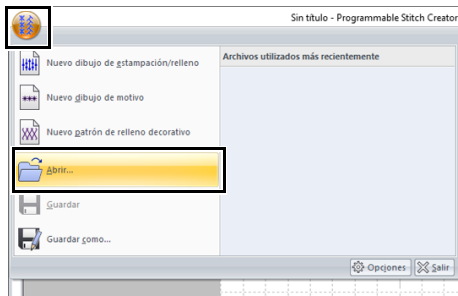 Sin título - Programmable Stitch Creator
Nuevo dibujo de estampación/relleno
Archivos utilizados más recientemente
Nuevo dibujo de motivo
Nuevo patrón de relleno decorativo
Abrir...
Guardar
Guardar como...
Opciones
Salir